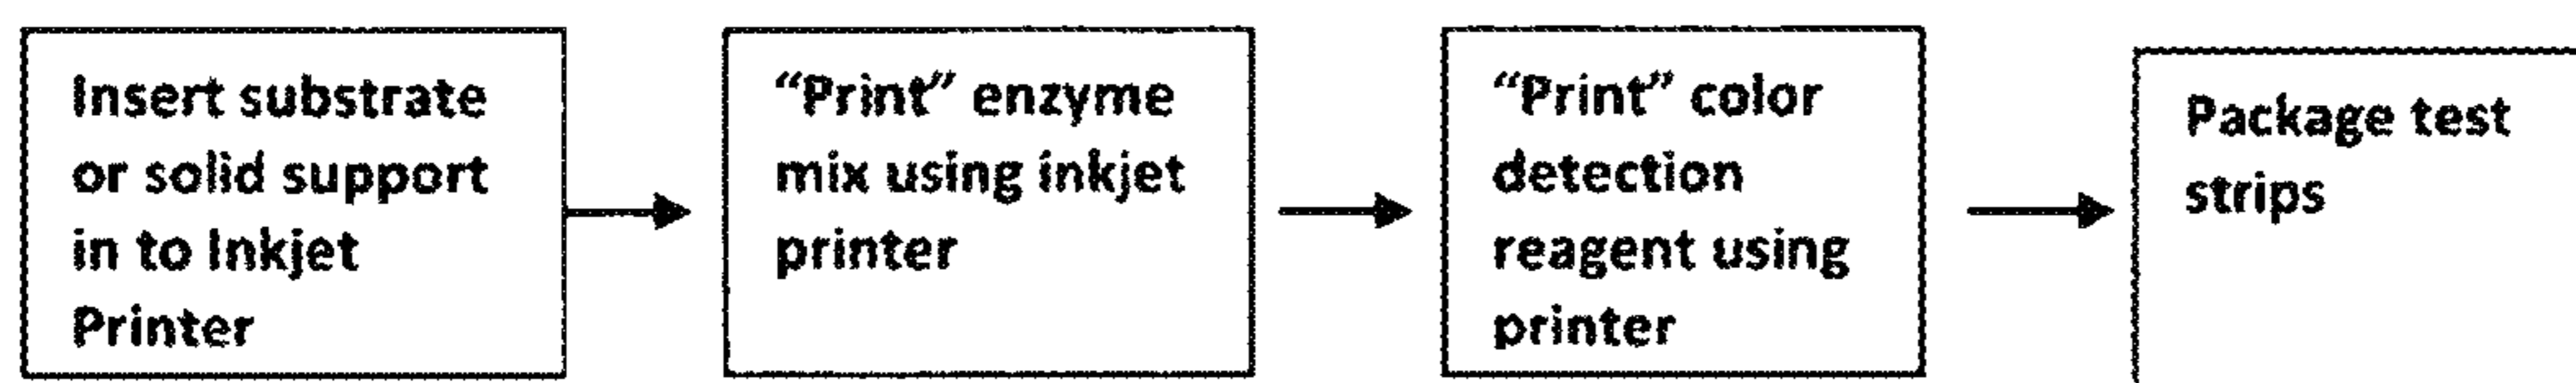 Insert substrate
or solid support
in to Inkjet
Printer
“Print” enzyme
mix using inkjet
printer
“Print” color
detection
reagent using
printer
Package test
strips